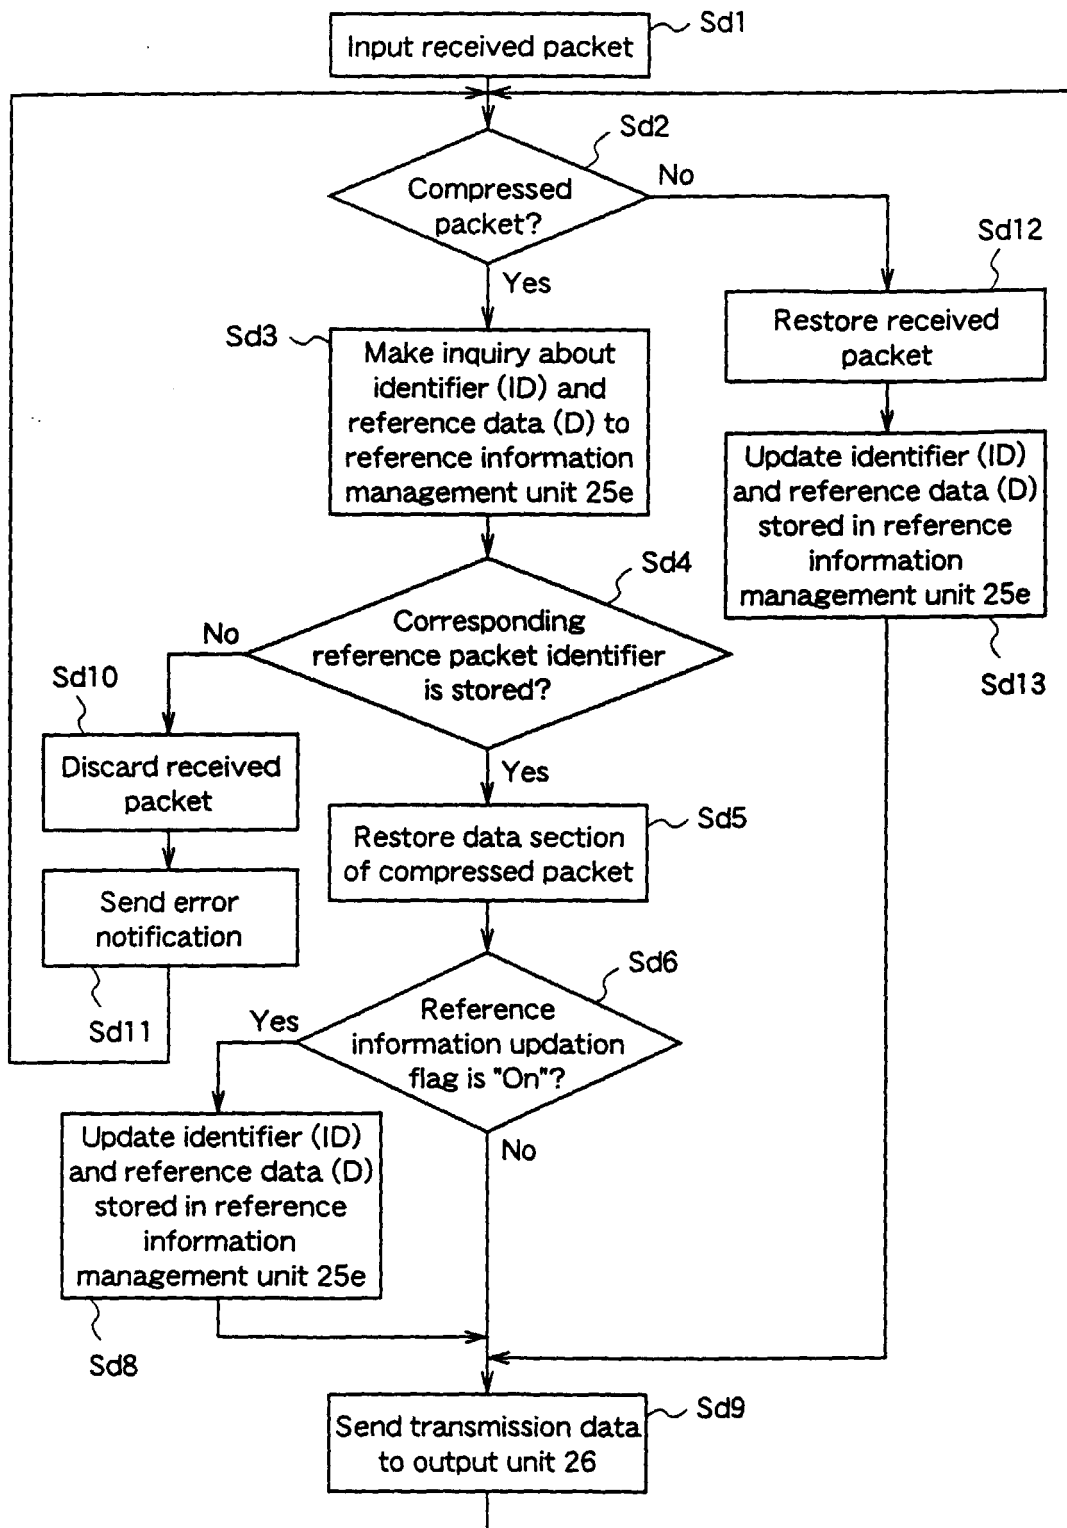 Sd1
Input received packet
Sd2
Compressed
packet?
No
Yes
Sd12
Restore received
packet
Sd3
Make inquiry about
identifier (ID) and
reference data (D) to
reference information
management unit 25e
Update identifier (ID)
and reference data (D)
stored in reference
information
management unit 25e
Sd13
Sd4
Corresponding
reference packet identifier
is stored?
No
Yes
Sd10
Discard received
packet
Send error
notification
Sd11
Sd5
Restore data section
of compressed packet
Sd6
Reference
information updation
flag is "On"?
Yes
No
Update identifier (ID)
and reference data (D)
stored in reference
information
management unit 25e
Sd8
Sd9
Send transmission data
to output unit 26